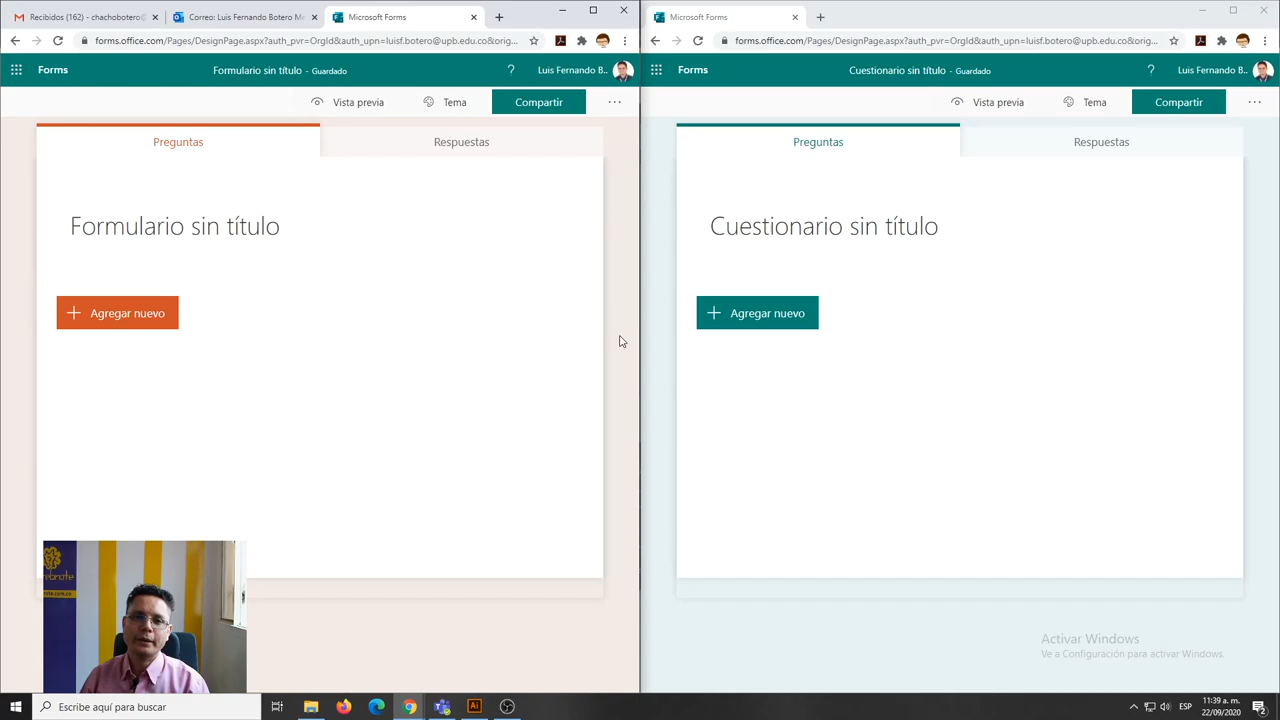 Recibidos (162) - chachobotero@
Correo: Luis Fernando Botero Me
Microsoft Forms
forms.office.com/Pages/DesignPage.aspx?auth_pvr=OrgId&auth_upn=luisf.botero@upb.edu.co&orig...
Forms
Formulario sin título - Guardado
?
Luis Fernando B..
Vista previa
Tema
Compartir
...
Preguntas
Respuestas
Formulario sin título
+ Agregar nuevo
Microsoft Forms
forms.office.com/Pages/DesignPage.aspx?auth_pvr=OrgId&auth_upn=luisf.botero@upb.edu.co&orig...
Forms
Cuestionario sin título - Guardado
?
Luis Fernando B..
Vista previa
Tema
Compartir
...
Preguntas
Respuestas
Cuestionario sin título
+ Agregar nuevo
Activar Windows
Ve a Configuración para activar Windows.
Escribe aquí para buscar
Ai
ESP
11:39 a. m.
22/09/2020
2